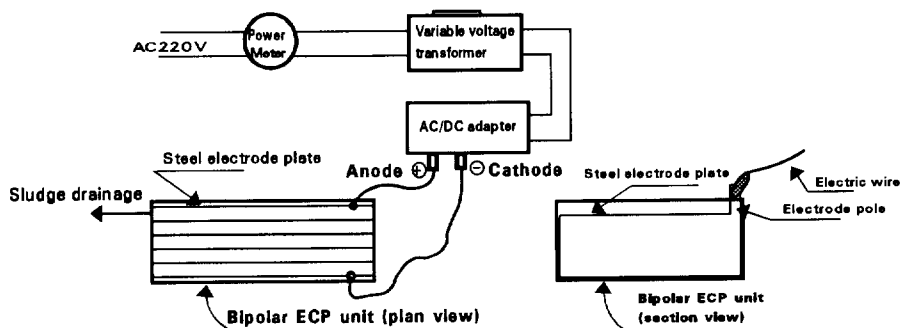 AC220V
Power
Meter
Variable voltage
transformer
AC/DC adapter
Steel electrode plate
Anode ⊕
⊖ Cathode
Sludge drainage
Steel electrode plate
Electric wire
Electrode pole
Bipolar ECP unit (plan view)
Bipolar ECP unit
(section view)